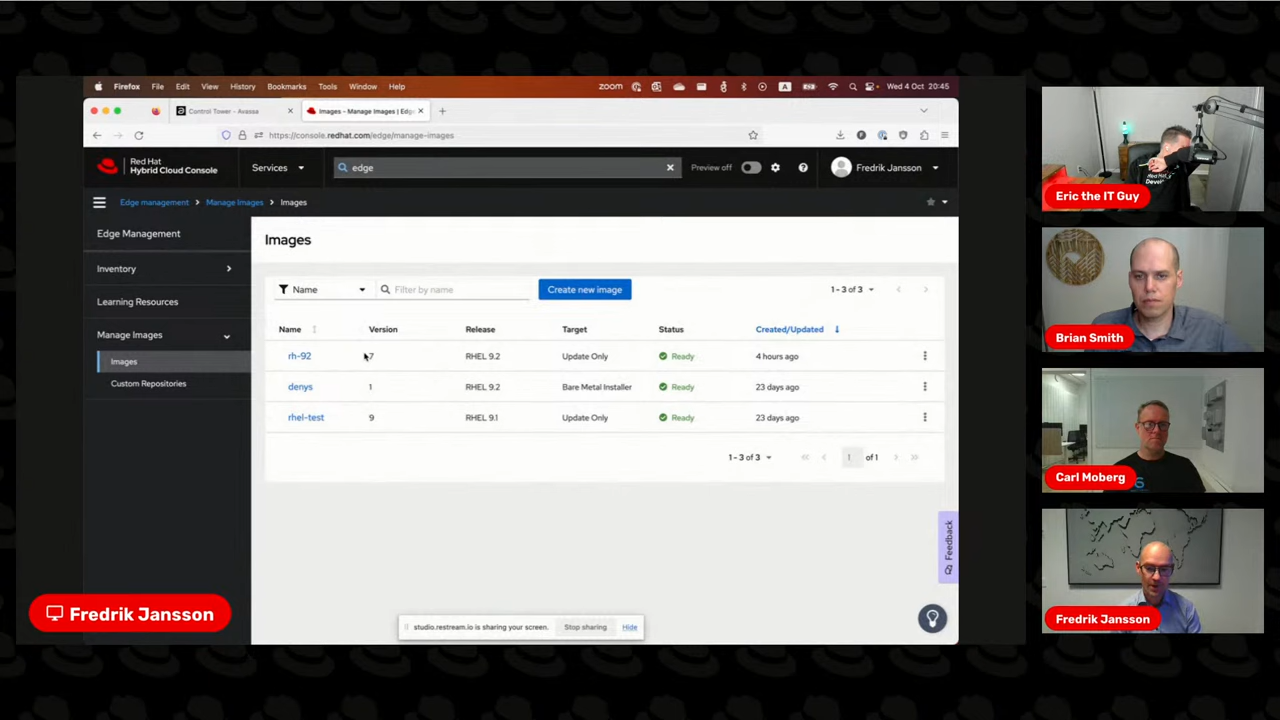 Firefox File Edit View History Bookmarks Tools Window Help
zoom
A
Wed 4 Oct 20:45
Control Tower - Avassa
Images - Manage Images | Edg
https://console.redhat.com/edge/manage-images
Red Hat
Hybrid Cloud Console
Services
edge
Preview off
Fredrik Jansson
Edge management > Manage Images > Images
Edge Management
Inventory
Learning Resources
Manage Images
Images
Custom Repositories
Images
Name
Filter by name
Create new image
1 - 3 of 3
Name Version Release Target Status Created/Updated
rh-92 7 RHEL 9.2 Update Only Ready 4 hours ago
denys 1 RHEL 9.2 Bare Metal Installer Ready 23 days ago
rhel-test 9 RHEL 9.1 Update Only Ready 23 days ago
1 - 3 of 3
1 of 1
Feedback
studio.restream.io is sharing your screen.
Stop sharing
Hide
Fredrik Jansson
Eric the IT Guy
Brian Smith
Carl Moberg
Fredrik Jansson